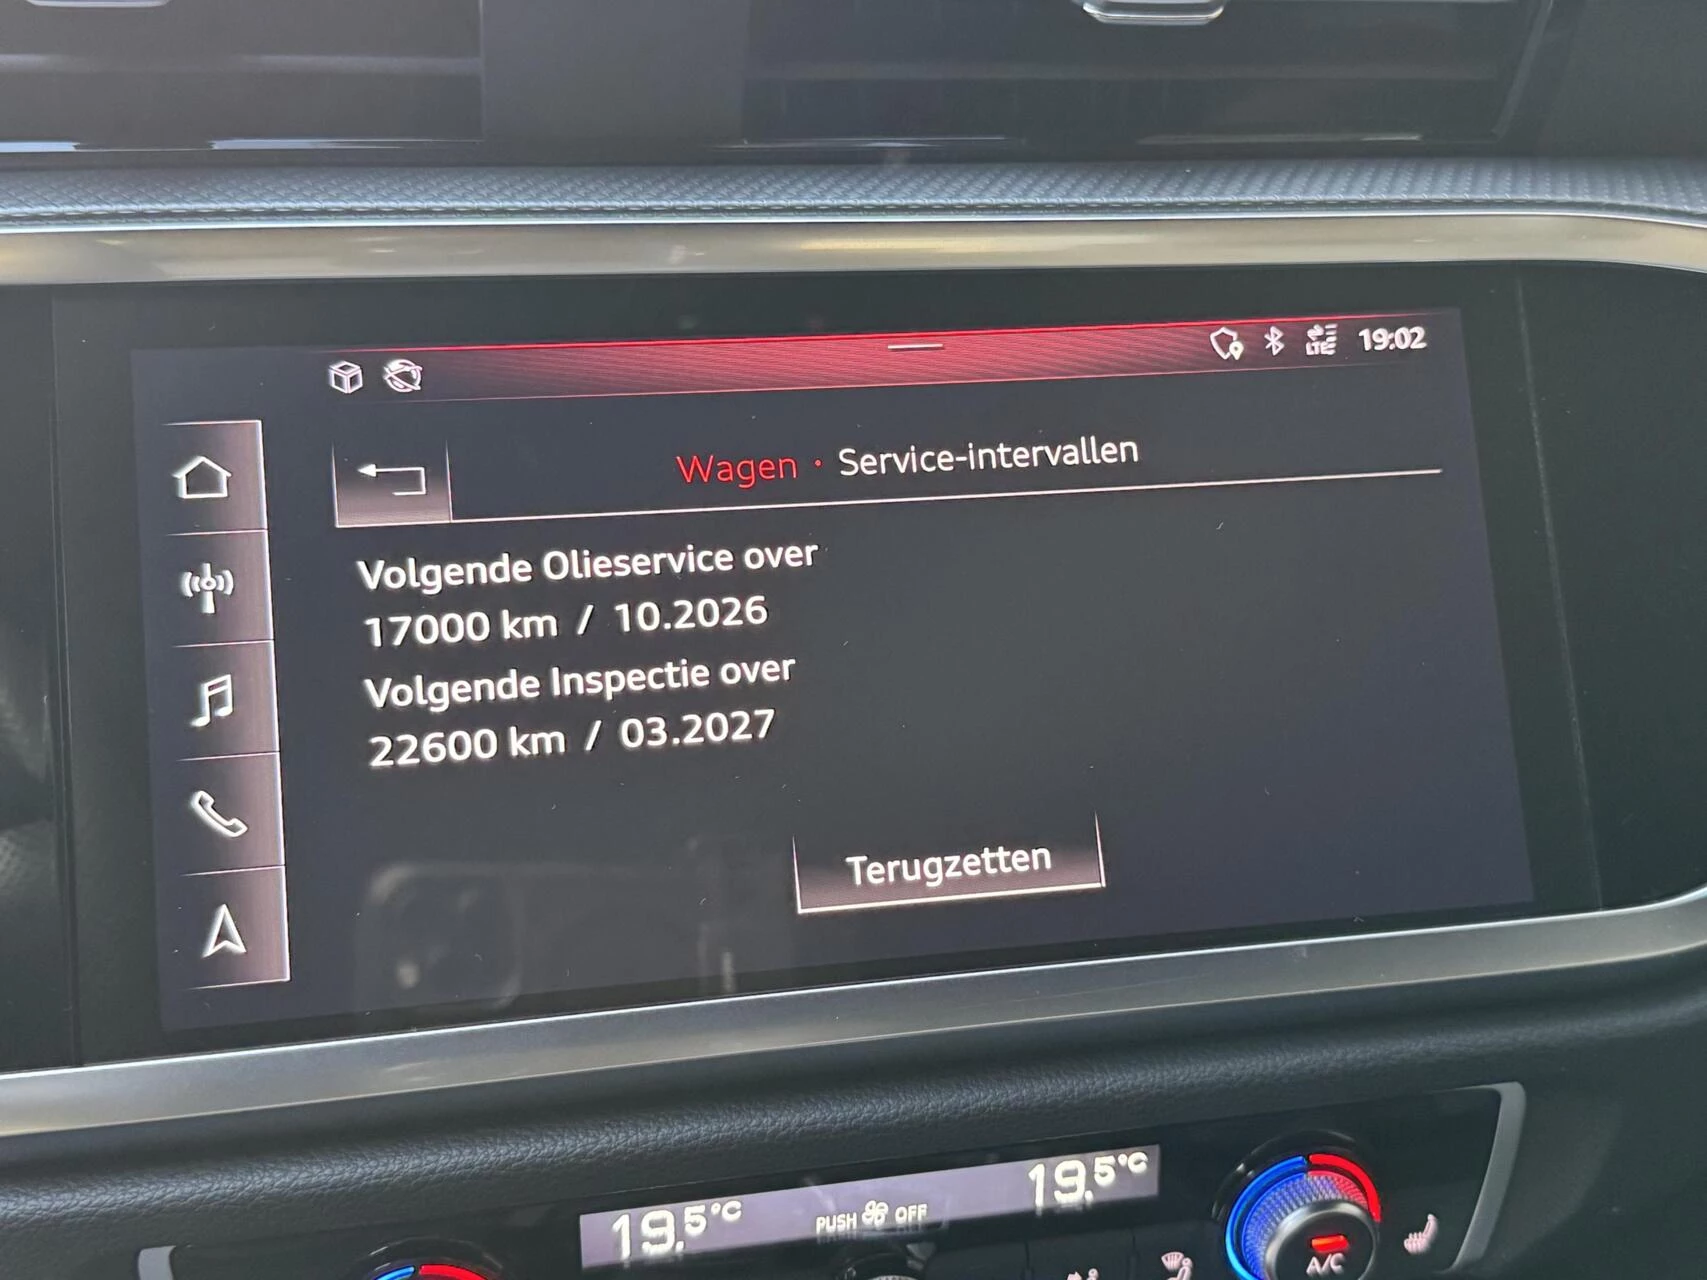 LTE 19:02
Wagen · Service-intervallen
Volgende Olieservice over
17000 km / 10.2026
Volgende Inspectie over
22600 km / 03.2027
Terugzetten
19.5°C PUSH OFF 19.5°C
A/C